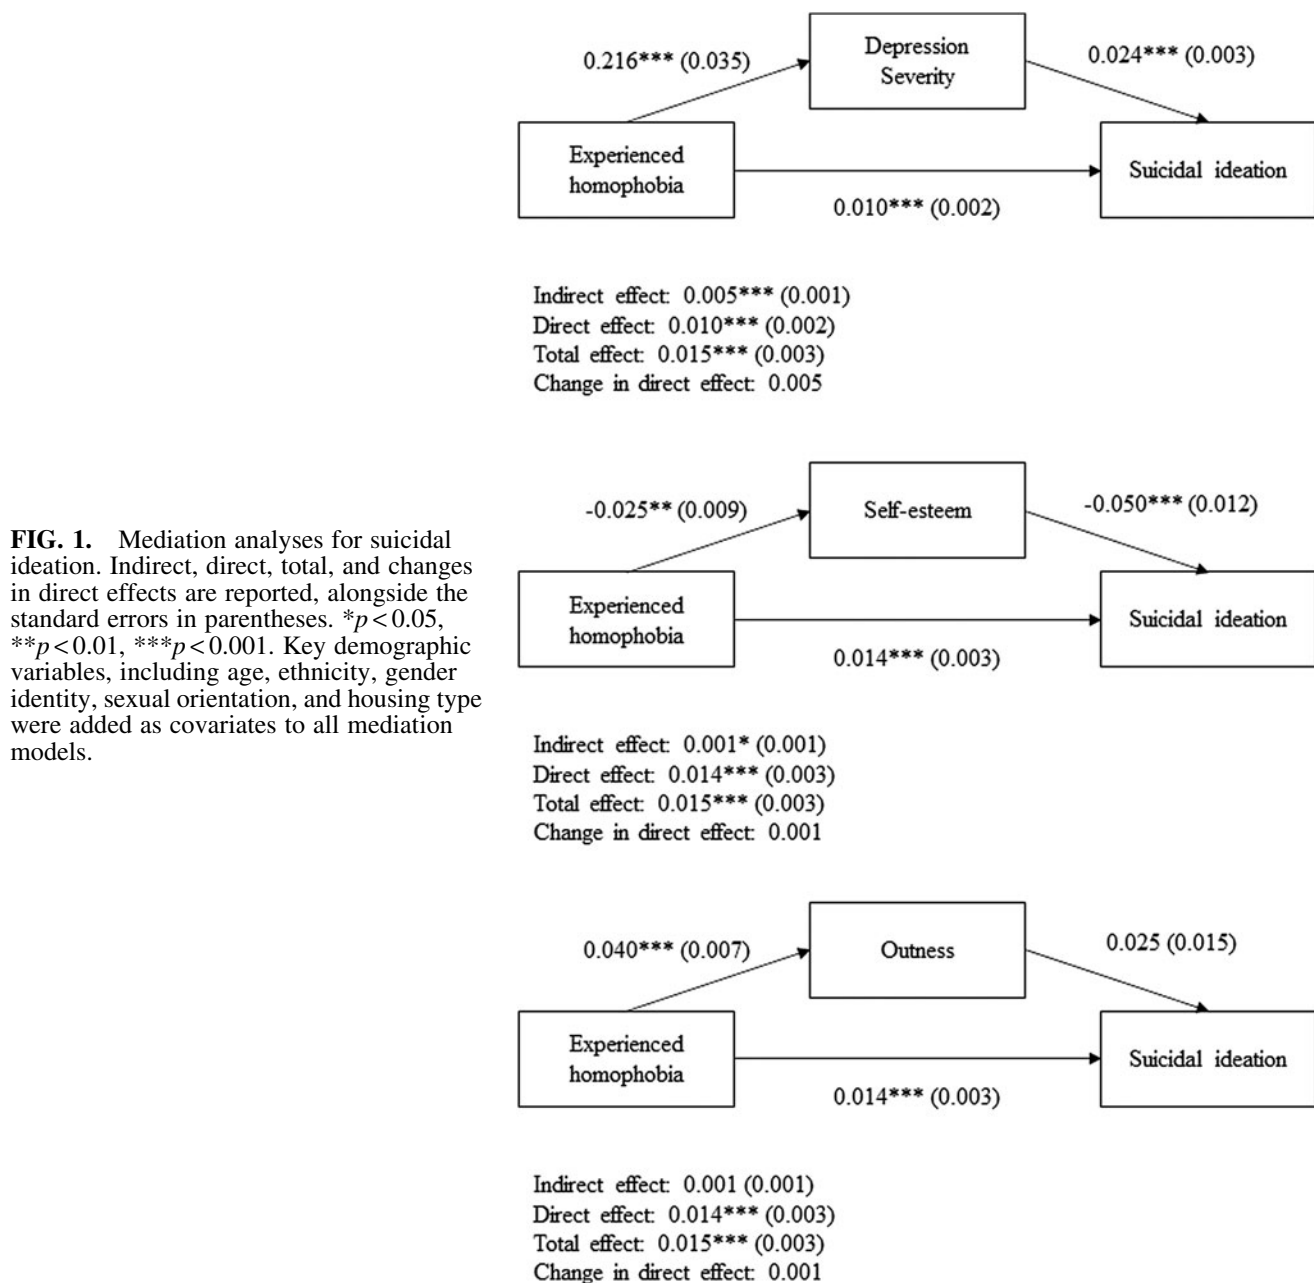 0.216*** (0.035)
Depression
Severity
0.024*** (0.003)
Experienced
homophobia
Suicidal ideation
0.010*** (0.002)
Indirect effect: 0.005*** (0.001)
Direct effect: 0.010*** (0.002)
Total effect: 0.015*** (0.003)
Change in direct effect: 0.005
-0.025** (0.009)
Self-esteem
-0.050*** (0.012)
Experienced
homophobia
Suicidal ideation
0.014*** (0.003)
Indirect effect: 0.001* (0.001)
Direct effect: 0.014*** (0.003)
Total effect: 0.015*** (0.003)
Change in direct effect: 0.001
0.040*** (0.007)
Outness
0.025 (0.015)
Experienced
homophobia
Suicidal ideation
0.014*** (0.003)
Indirect effect: 0.001 (0.001)
Direct effect: 0.014*** (0.003)
Total effect: 0.015*** (0.003)
Change in direct effect: 0.001
FIG. 1. Mediation analyses for suicidal
ideation. Indirect, direct, total, and changes
in direct effects are reported, alongside the
standard errors in parentheses. *p < 0.05,
**p < 0.01, ***p < 0.001. Key demographic
variables, including age, ethnicity, gender
identity, sexual orientation, and housing type
were added as covariates to all mediation
models.